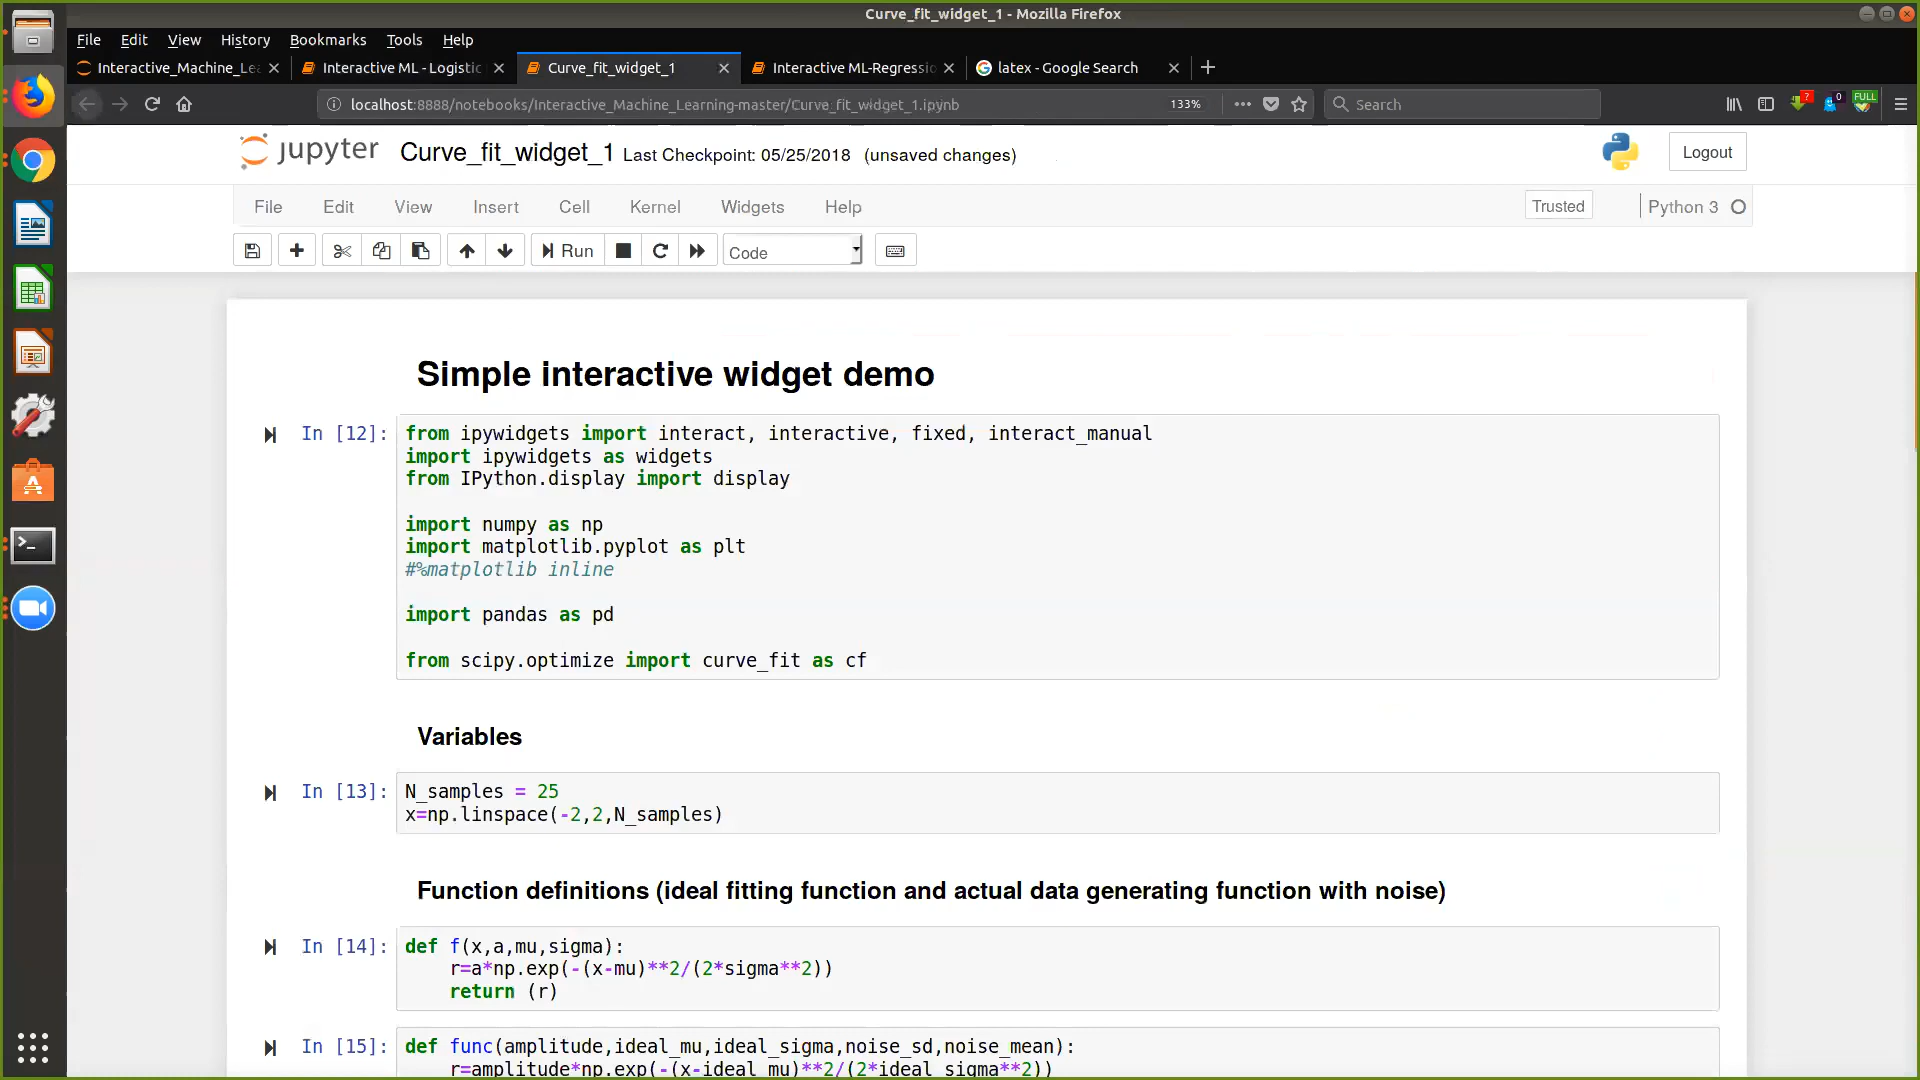 Curve_fit_widget_1 - Mozilla Firefox
File Edit View History Bookmarks Tools Help
Interactive_Machine_Le Interactive ML - Logistic Curve_fit_widget_1 Interactive ML-Regressio latex - Google Search
localhost:8888/notebooks/Interactive_Machine_Learning-master/Curve_fit_widget_1.ipynb 133% Search ? 0 FULL
jupyter Curve_fit_widget_1 Last Checkpoint: 05/25/2018 (unsaved changes) Logout
File Edit View Insert Cell Kernel Widgets Help Trusted Python 3
Run Code
Simple interactive widget demo
In [12]: from ipywidgets import interact, interactive, fixed, interact_manual
import ipywidgets as widgets
from IPython.display import display
import numpy as np
import matplotlib.pyplot as plt
#%matplotlib inline
import pandas as pd
from scipy.optimize import curve_fit as cf
Variables
In [13]: N_samples = 25
x=np.linspace(-2,2,N_samples)
Function definitions (ideal fitting function and actual data generating function with noise)
In [14]: def f(x,a,mu,sigma):
r=a*np.exp(-(x-mu)**2/(2*sigma**2))
return (r)
In [15]: def func(amplitude,ideal_mu,ideal_sigma,noise_sd,noise_mean):
r=amplitude*np.exp(-(x-ideal_mu)**2/(2*ideal_sigma**2))